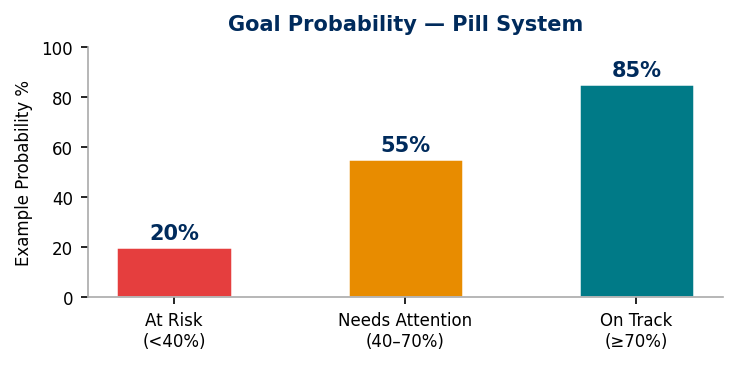 Goal Probability — Pill System
Example Probability %
100
80
60
40
20
0
20%
55%
85%
At Risk
(<40%)
Needs Attention
(40–70%)
On Track
(≥70%)